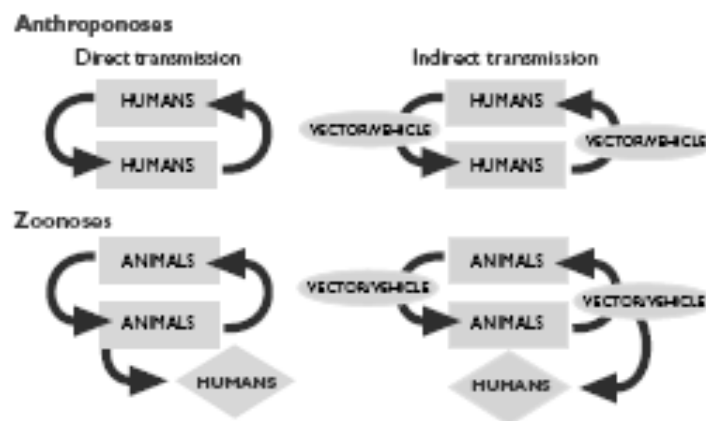 Anthroponoses
Direct transmission
Indirect transmission
HUMANS
HUMANS
HUMANS
VECTOR/VEHICLE
VECTOR/VEHICLE
HUMANS
HUMANS
Zoonoses
ANIMALS
ANIMALS
VECTOR/VEHICLE
VECTOR/VEHICLE
ANIMALS
ANIMALS
HUMANS
HUMANS